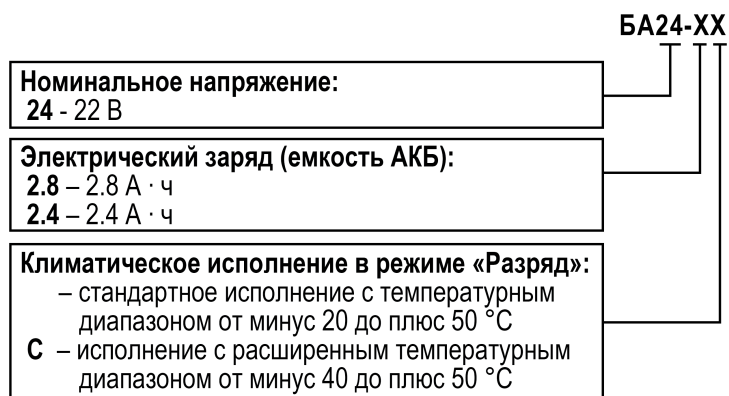 БА24-XX
Номинальное напряжение:
24 - 22 В
Электрический заряд (емкость АКБ):
2.8 – 2.8 А · ч
2.4 – 2.4 А · ч
Климатическое исполнение в режиме «Разряд»:
– стандартное исполнение с температурным
диапазоном от минус 20 до плюс 50 °С
С – исполнение с расширенным температурным
диапазоном от минус 40 до плюс 50 °С